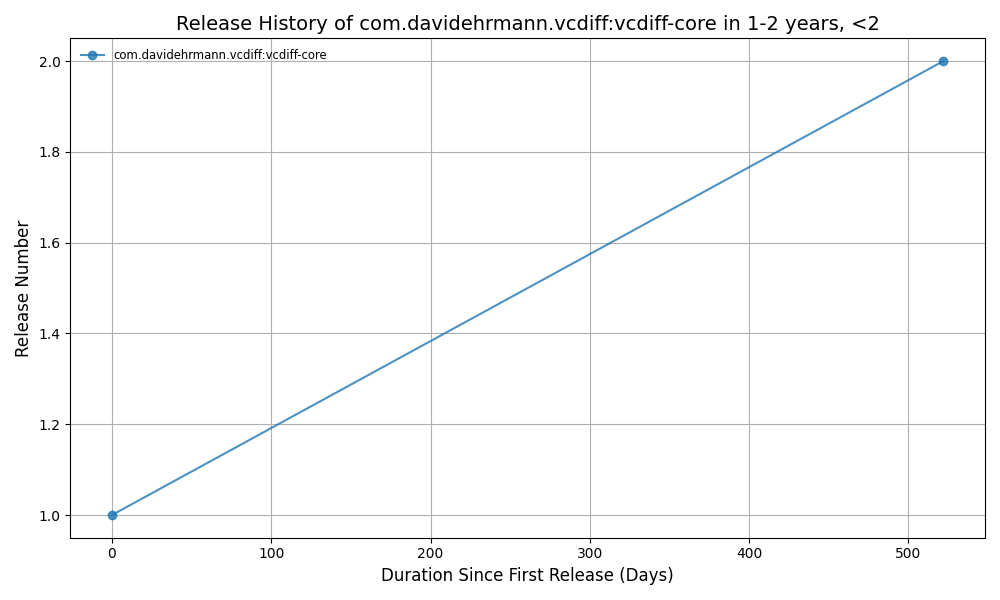 Release History of com.davidehrmann.vcdiff:vcdiff-core in 1-2 years, <2
com.davidehrmann.vcdiff:vcdiff-core
2.0
1.8
1.6
1.4
1.2
1.0
Release Number
0 100 200 300 400 500
Duration Since First Release (Days)